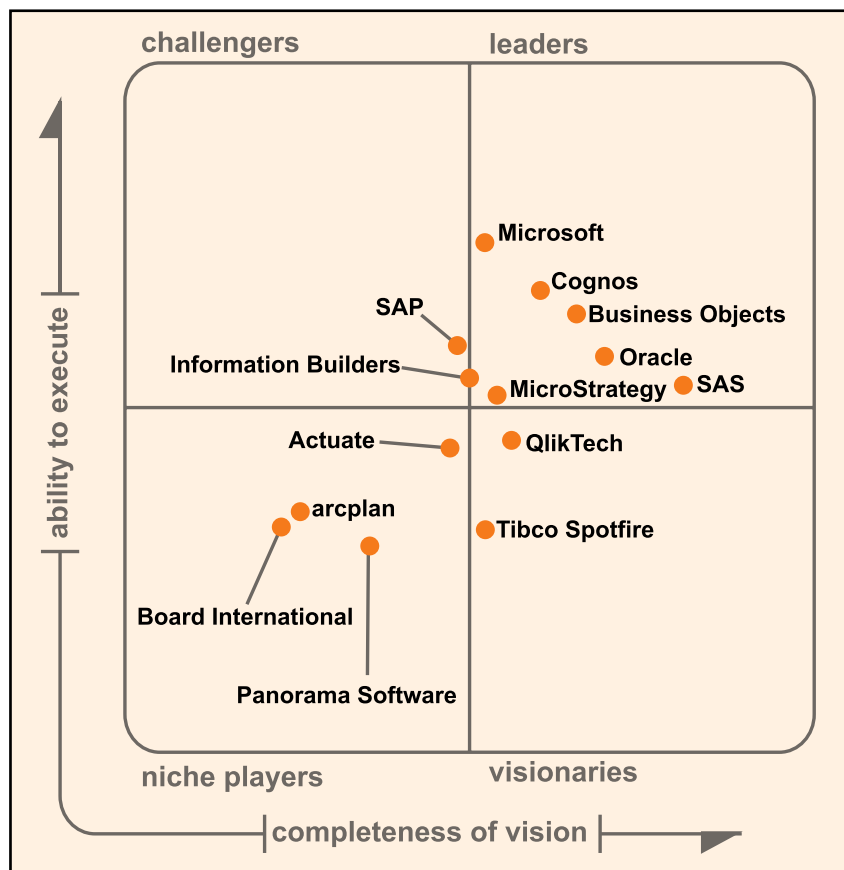 challengers
leaders
Microsoft
Cognos
SAP
Business Objects
Information Builders
Oracle
MicroStrategy
SAS
Actuate
QlikTech
arcplan
Tibco Spotfire
Board International
Panorama Software
niche players
visionaries
ability to execute
completeness of vision